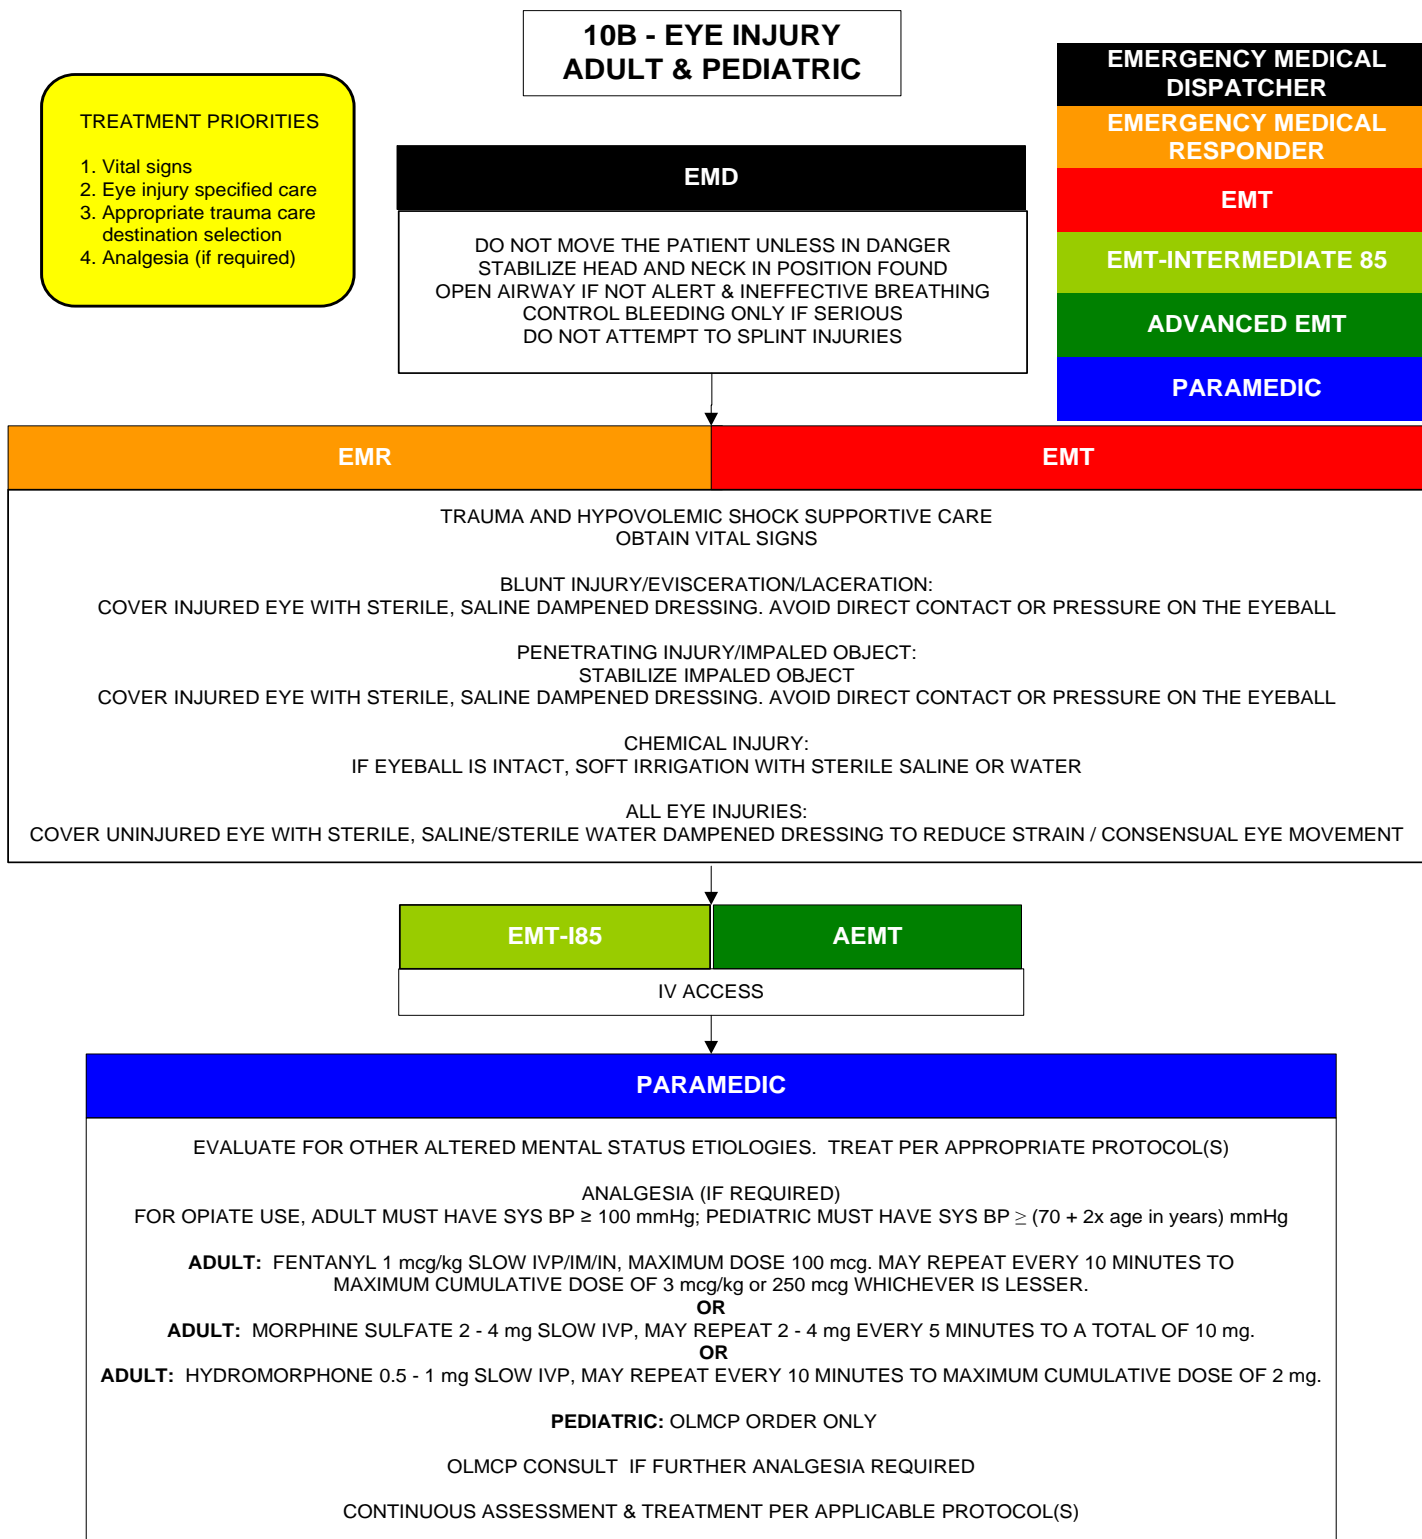 10B - EYE INJURY
ADULT & PEDIATRIC
TREATMENT PRIORITIES
1. Vital signs
2. Eye injury specified care
3. Appropriate trauma care
destination selection
4. Analgesia (if required)
EMERGENCY MEDICAL
DISPATCHER
EMERGENCY MEDICAL
RESPONDER
EMT
EMT-INTERMEDIATE 85
ADVANCED EMT
PARAMEDIC
EMD
DO NOT MOVE THE PATIENT UNLESS IN DANGER
STABILIZE HEAD AND NECK IN POSITION FOUND
OPEN AIRWAY IF NOT ALERT & INEFFECTIVE BREATHING
CONTROL BLEEDING ONLY IF SERIOUS
DO NOT ATTEMPT TO SPLINT INJURIES
EMR
EMT
TRAUMA AND HYPOVOLEMIC SHOCK SUPPORTIVE CARE
OBTAIN VITAL SIGNS
BLUNT INJURY/EVISCERATION/LACERATION:
COVER INJURED EYE WITH STERILE, SALINE DAMPENED DRESSING. AVOID DIRECT CONTACT OR PRESSURE ON THE EYEBALL
PENETRATING INJURY/IMPALED OBJECT:
STABILIZE IMPALED OBJECT
COVER INJURED EYE WITH STERILE, SALINE DAMPENED DRESSING. AVOID DIRECT CONTACT OR PRESSURE ON THE EYEBALL
CHEMICAL INJURY:
IF EYEBALL IS INTACT, SOFT IRRIGATION WITH STERILE SALINE OR WATER
ALL EYE INJURIES:
COVER UNINJURED EYE WITH STERILE, SALINE/STERILE WATER DAMPENED DRESSING TO REDUCE STRAIN / CONSENSUAL EYE MOVEMENT
EMT-I85
AEMT
IV ACCESS
PARAMEDIC
EVALUATE FOR OTHER ALTERED MENTAL STATUS ETIOLOGIES.  TREAT PER APPROPRIATE PROTOCOL(S)
ANALGESIA (IF REQUIRED)
FOR OPIATE USE, ADULT MUST HAVE SYS BP ≥ 100 mmHg; PEDIATRIC MUST HAVE SYS BP ≥ (70 + 2x age in years) mmHg
ADULT:  FENTANYL 1 mcg/kg SLOW IVP/IM/IN, MAXIMUM DOSE 100 mcg. MAY REPEAT EVERY 10 MINUTES TO
MAXIMUM CUMULATIVE DOSE OF 3 mcg/kg or 250 mcg WHICHEVER IS LESSER.
OR
ADULT:  MORPHINE SULFATE 2 - 4 mg SLOW IVP, MAY REPEAT 2 - 4 mg EVERY 5 MINUTES TO A TOTAL OF 10 mg.
OR
ADULT:  HYDROMORPHONE 0.5 - 1 mg SLOW IVP, MAY REPEAT EVERY 10 MINUTES TO MAXIMUM CUMULATIVE DOSE OF 2 mg.
PEDIATRIC: OLMCP ORDER ONLY
OLMCP CONSULT  IF FURTHER ANALGESIA REQUIRED
CONTINUOUS ASSESSMENT & TREATMENT PER APPLICABLE PROTOCOL(S)